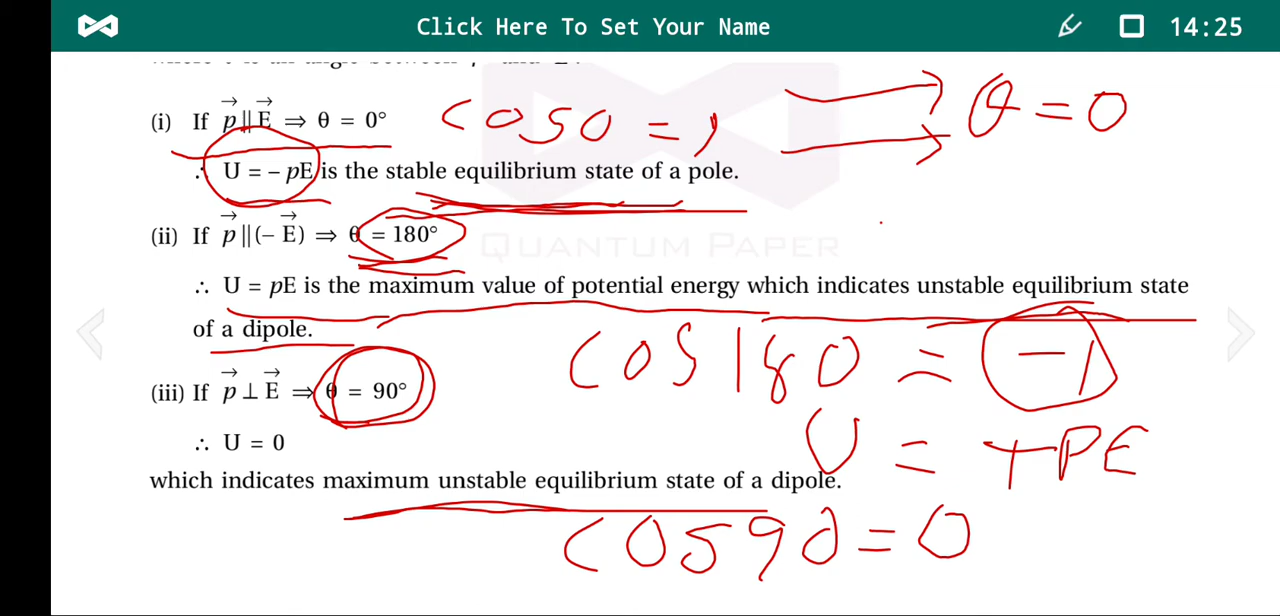 Click Here To Set Your Name 14:25
(i) If p || E ⇒ θ = 0° cos0 = 1 θ = 0
∴ U = – pE is the stable equilibrium state of a pole.
(ii) If p || (– E) ⇒ θ = 180°
QUANTUM PAPER
∴ U = pE is the maximum value of potential energy which indicates unstable equilibrium state
of a dipole.
cos180 = -1
(iii) If p ⊥ E ⇒ θ = 90°
∴ U = 0
U = +PE
which indicates maximum unstable equilibrium state of a dipole.
cos90 = 0